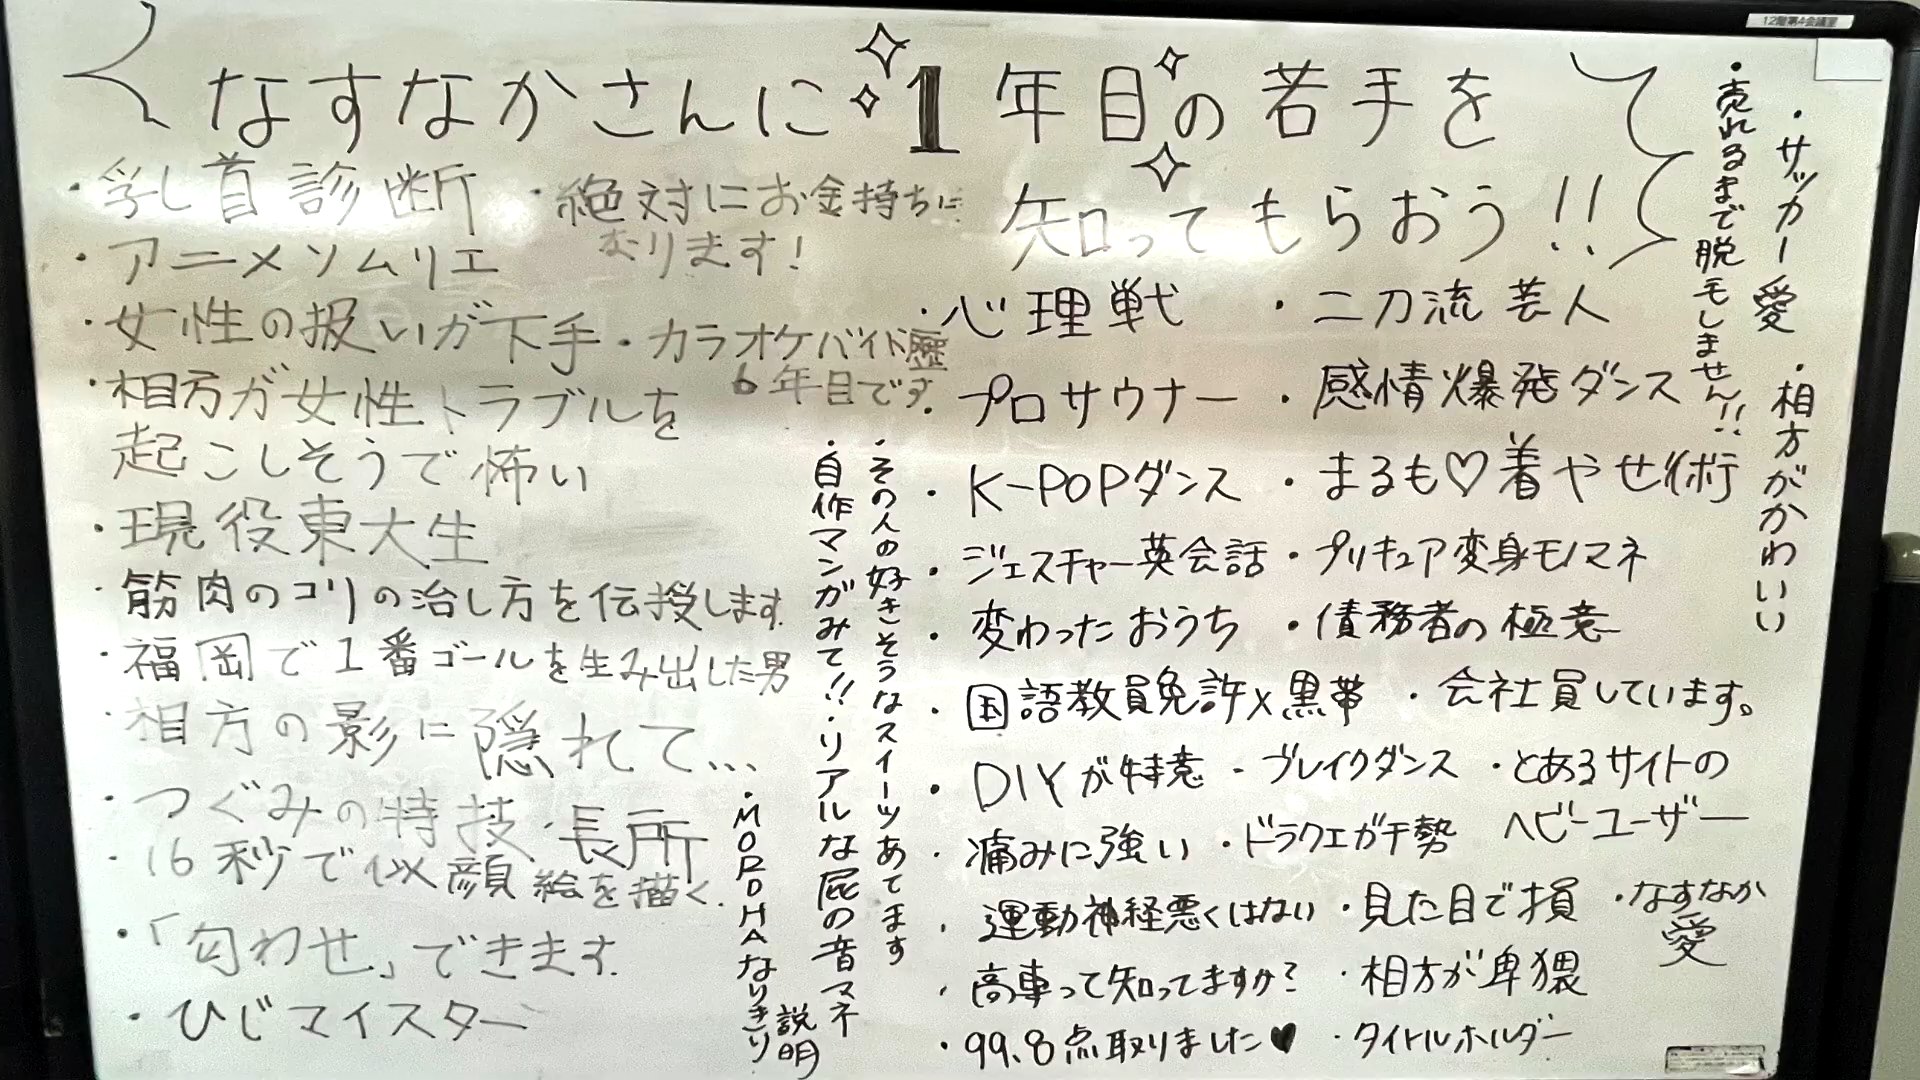 12階第4会議室
なすなかさんに1年目の若手を
知ってもらおう!!
・乳首診断
・絶対にお金持ちに
なります!
・アニメソムリエ
・女性の扱いが下手
・カラオケバイト歴
6年目です
・相方が女性トラブルを
起こしそうで怖い
・現役東大生
・筋肉のコリの治し方を伝授します
・福岡で1番ゴールを生み出した男
・相方の影に隠れて...
・つぐみの特技・長所
・16秒で似顔絵を描く
・「匂わせ」できます
・ひじマイスター
・その人の好きそうなスイーツあてます
・自作マンガみて!!
・リアルな屁の音マネ
・MORDHAなりきり説明
・心理戦
・二刀流芸人
・プロサウナー
・感情爆発ダンス
・K-POPダンス
・まるも♡着やせ術
・ジェスチャー英会話
・プリキュア変身モノマネ
・変わったおうち
・債務者の極意
・国語教員免許×黒帯
・会社員しています。
・DIYが特意
・ブレイクダンス
・とあるサイトの
ヘビーユーザー
・痛みに強い
・ドラクエガチ勢
・運動神経悪くはない
・見た目で損
・なすなか
愛
・高専って知ってますか?
・相方が卑猥
・99.8点取りました♥
・タイトルホルダー
・サッカー愛
・相方がかわいい
・売れるまで脱毛しません!!